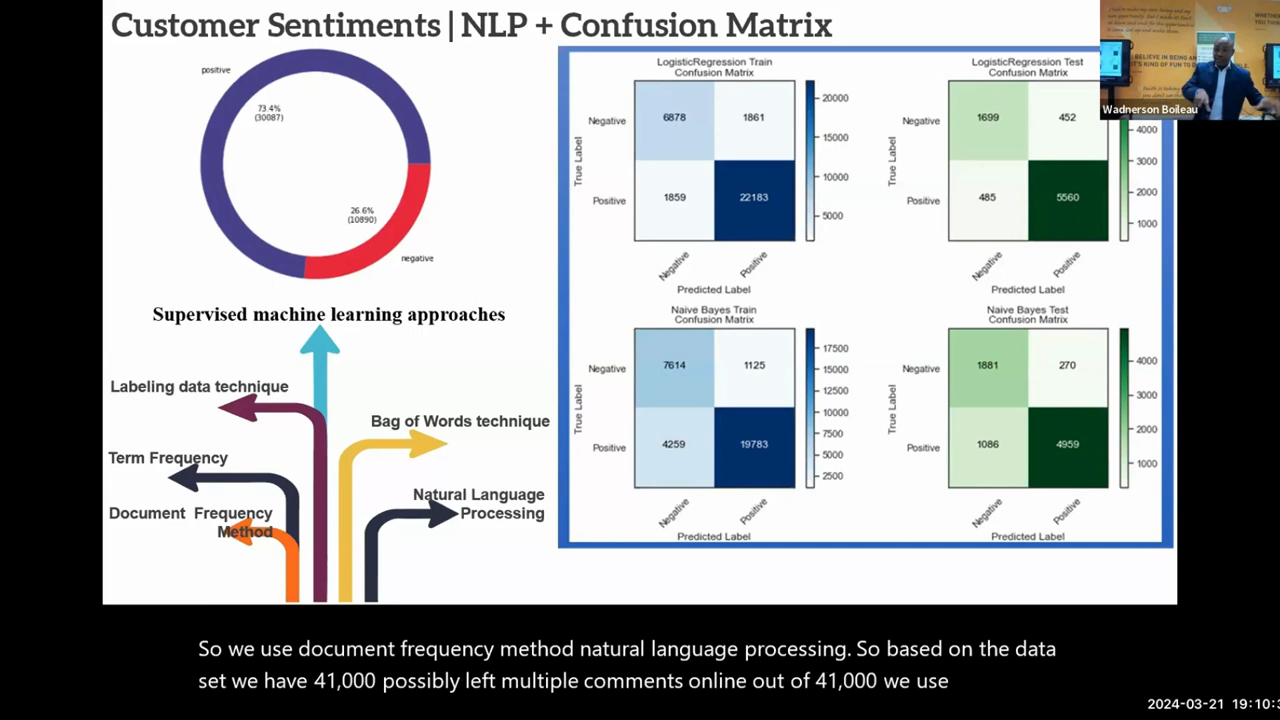 Customer Sentiments | NLP + Confusion Matrix
positive
73.4%
(30087)
26.6%
(10890)
negative
Supervised machine learning approaches
Labeling data technique
Bag of Words technique
Term Frequency
Natural Language
Processing
Document Frequency
Method
LogisticRegression Train
Confusion Matrix
True Label
Negative
6878
1861
Positive
1859
22183
Negative
Positive
Predicted Label
20000
15000
10000
5000
LogisticRegression Test
Confusion Matrix
True Label
Negative
1699
452
Positive
485
5560
Negative
Positive
Predicted Label
4000
3000
2000
1000
Naive Bayes Train
Confusion Matrix
True Label
Negative
7614
1125
Positive
4259
19783
Negative
Positive
Predicted Label
17500
15000
12500
10000
7500
5000
2500
Naive Bayes Test
Confusion Matrix
True Label
Negative
1881
270
Positive
1086
4959
Negative
Positive
Predicted Label
4000
3000
2000
1000
BELIEVE IN BEING
KIND OF FUN TO
Wadnerson Boileau
So we use document frequency method natural language processing. So based on the data
set we have 41,000 possibly left multiple comments online out of 41,000 we use
2024-03-21 19:10:3